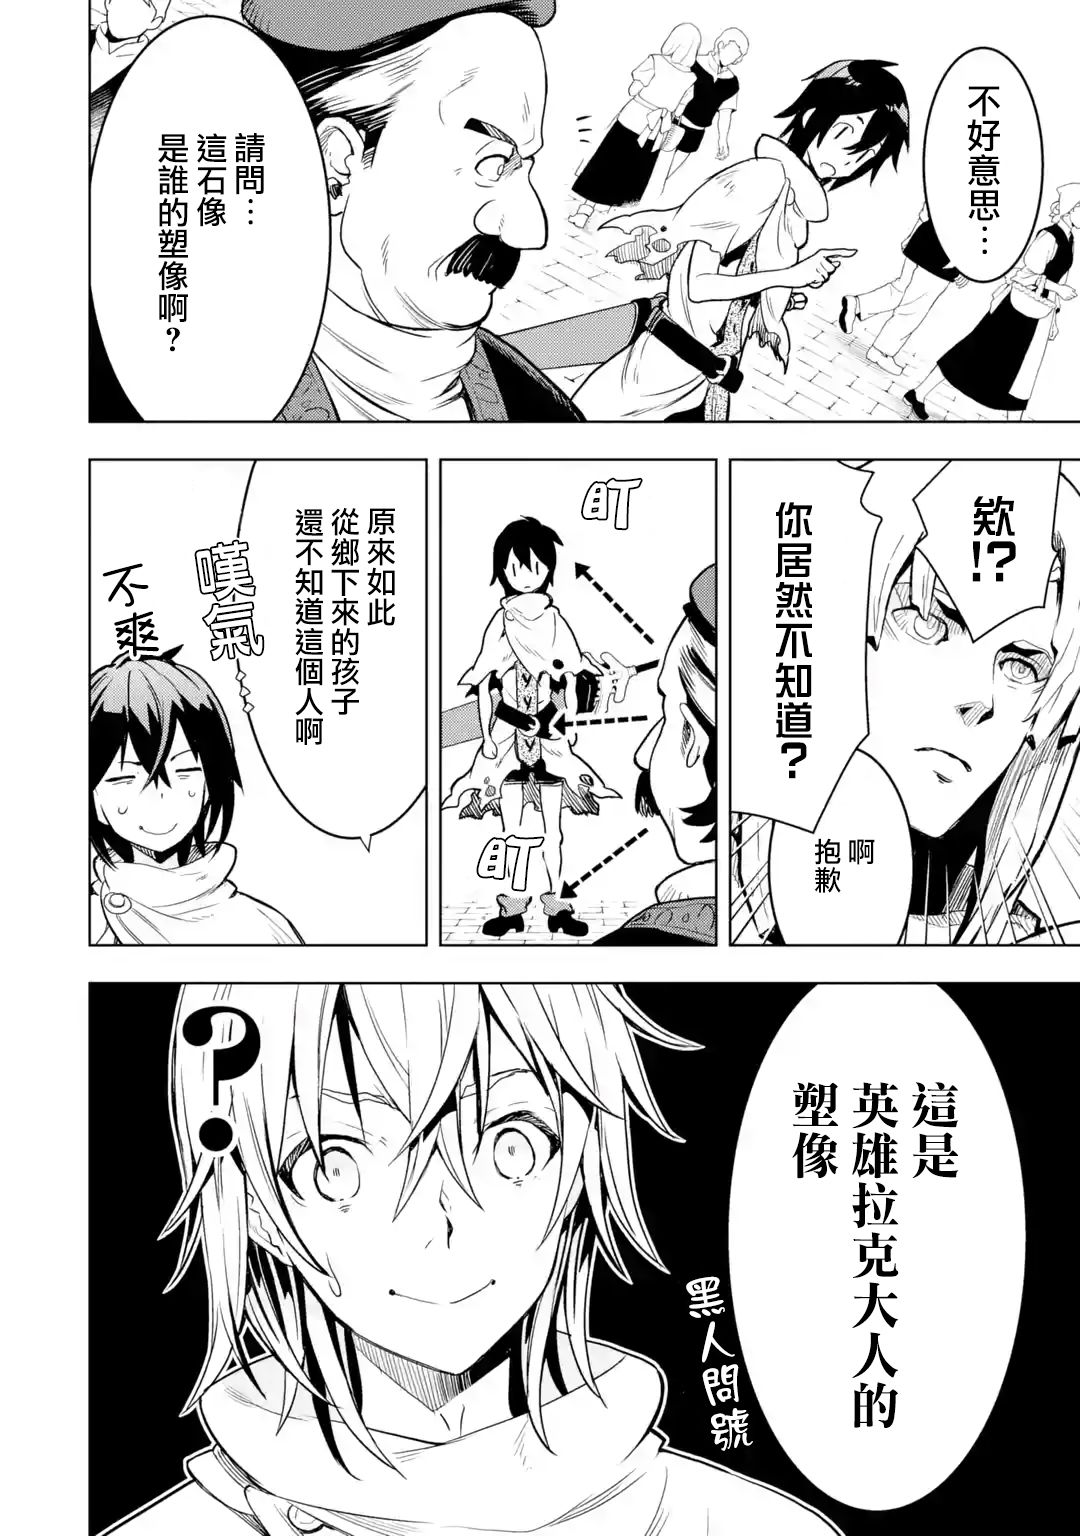 不好意思…
請問…
這石像
是誰的塑像啊？
欸！？
你居然不知道？
啊
抱歉
盯
盯
原來如此
從鄉下來的孩子
還不知道這個人啊
嘆氣……
不爽
這是
英雄拉克大人的
塑像
黑人問號
？